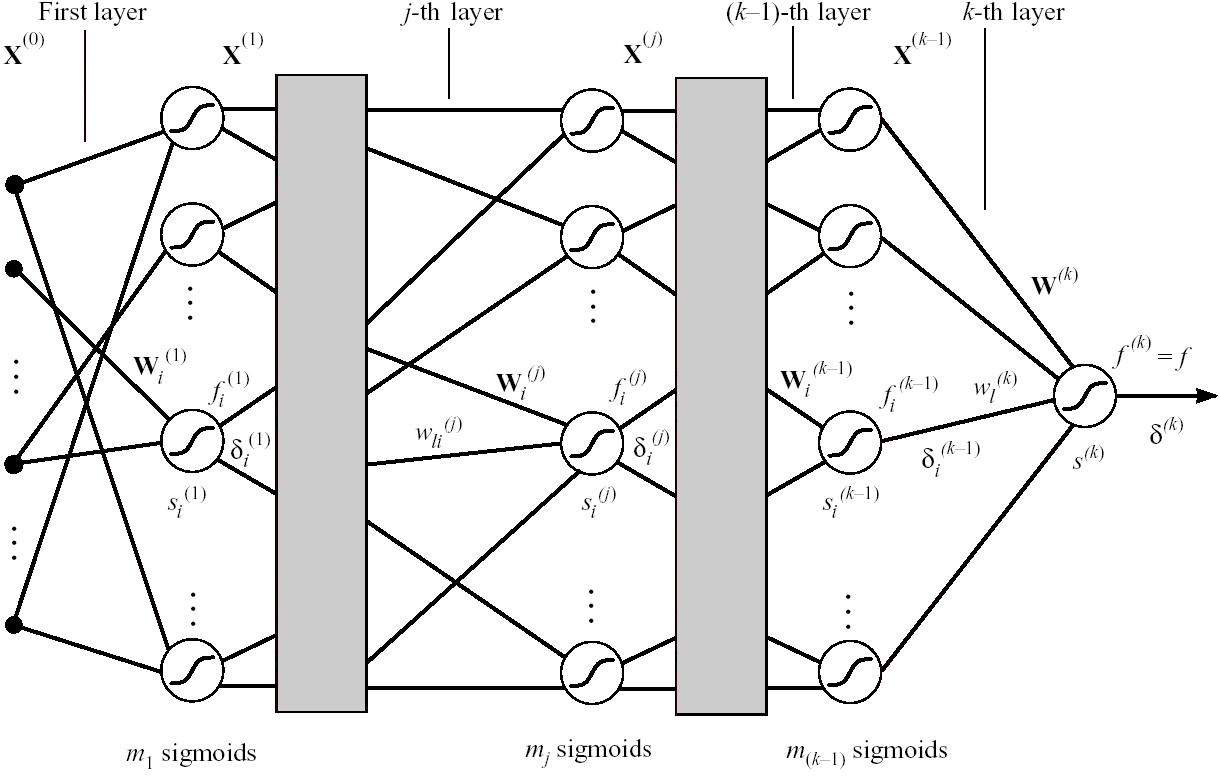 First layer
j-th layer
(k–1)-th layer
k-th layer
X^(0)
X^(1)
X^(j)
X^(k–1)
W^(k)
W_i^(1)
f_i^(1)
W_i^(j)
f_i^(j)
W_i^(k–1)
f_i^(k–1)
w_l^(k)
f^(k) = f
δ_i^(1)
w_li^(j)
δ_i^(j)
δ_i^(k–1)
δ^(k)
s_i^(1)
s_i^(j)
s_i^(k–1)
s^(k)
m_1 sigmoids
m_j sigmoids
m_(k–1) sigmoids